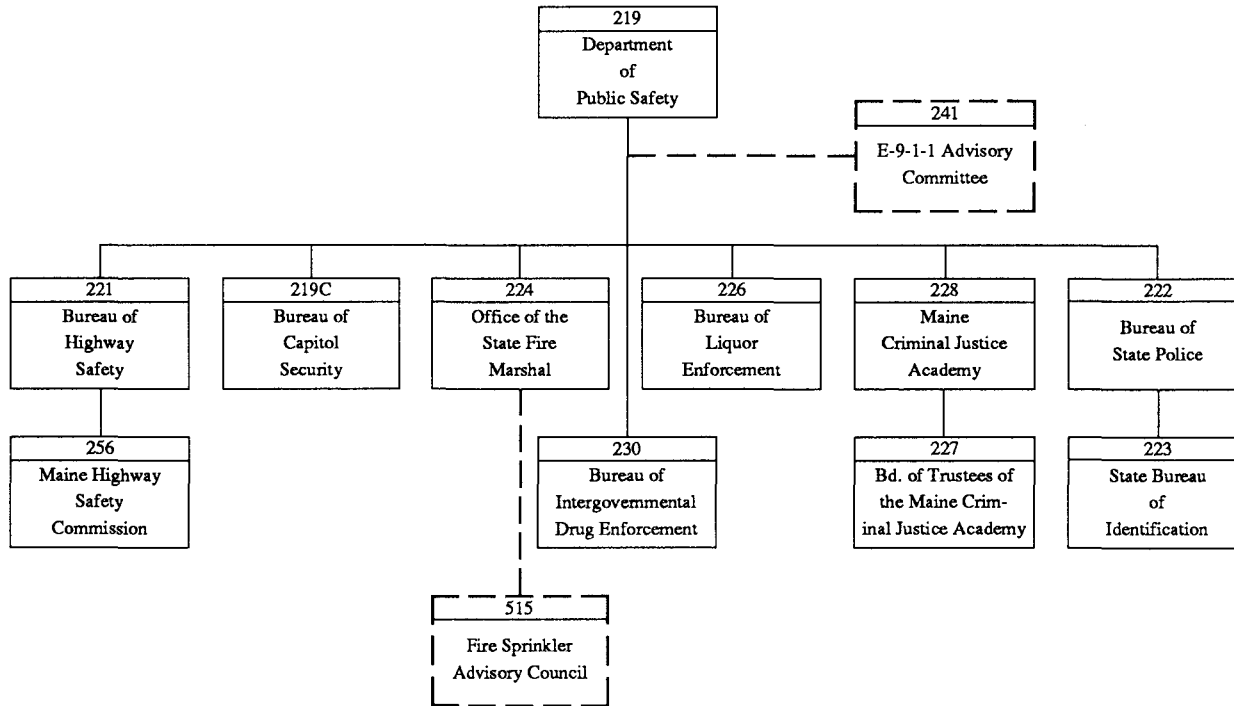 219
Department
of
Public Safety
241
E-9-1-1 Advisory
Committee
221
Bureau of
Highway
Safety
219C
Bureau of
Capitol
Security
224
Office of the
State Fire
Marshal
226
Bureau of
Liquor
Enforcement
228
Maine
Criminal Justice
Academy
222
Bureau of
State Police
256
Maine Highway
Safety
Commission
230
Bureau of
Intergovernmental
Drug Enforcement
227
Bd. of Trustees of
the Maine Crim-
inal Justice Academy
223
State Bureau
of
Identification
515
Fire Sprinkler
Advisory Council